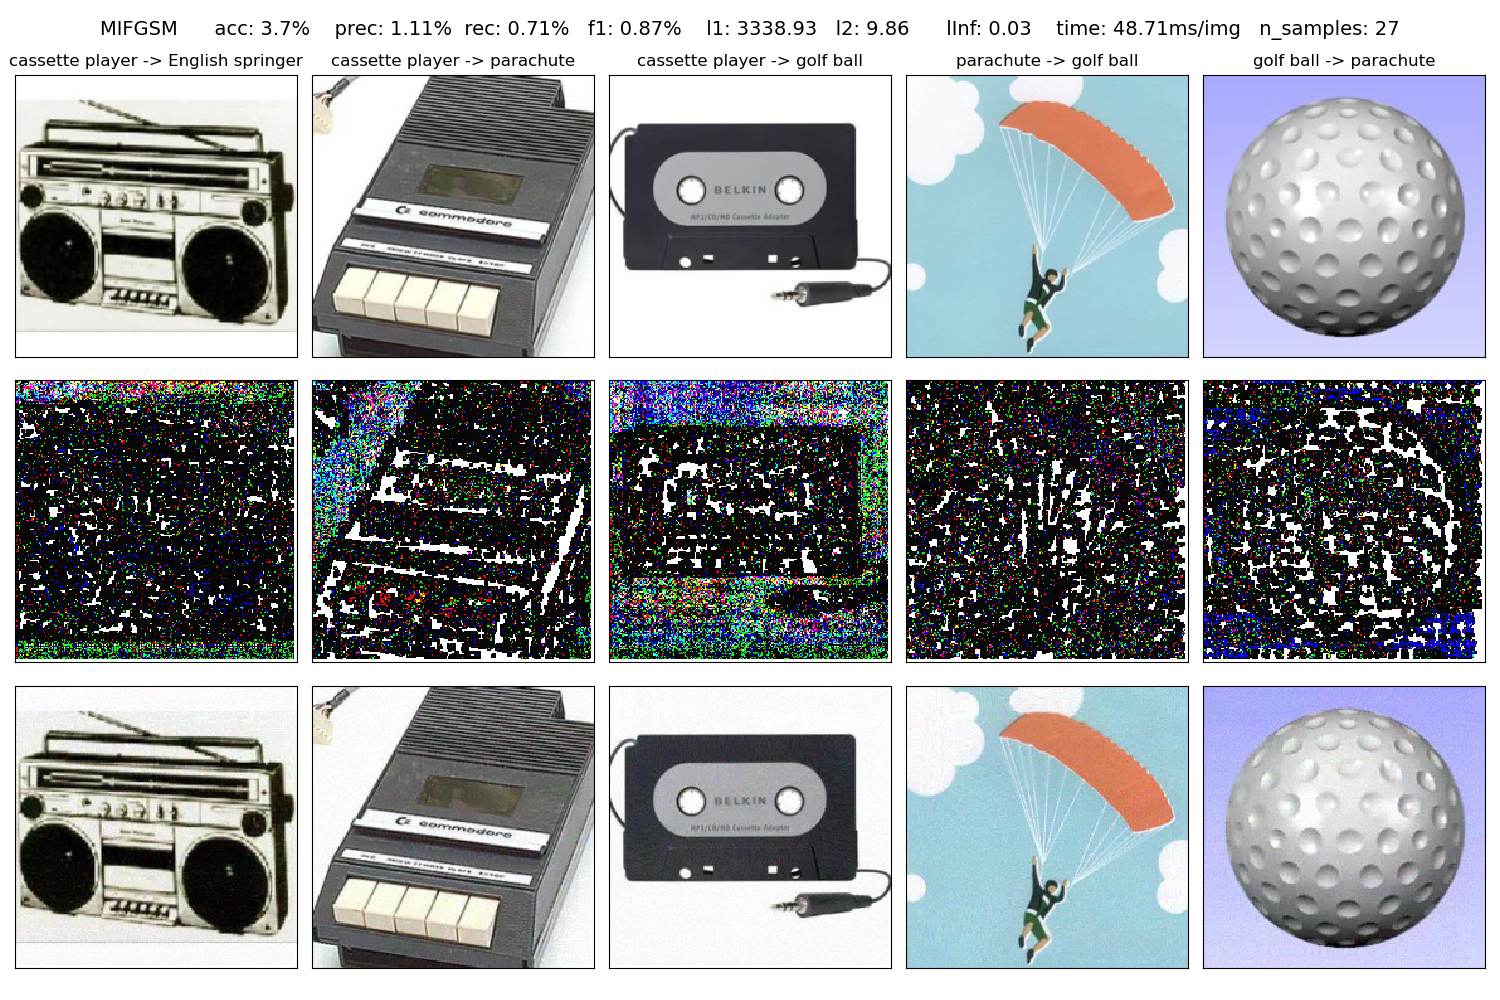 MIFGSM acc: 3.7% prec: 1.11% rec: 0.71% f1: 0.87% l1: 3338.93 l2: 9.86 lInf: 0.03 time: 48.71ms/img n_samples: 27
cassette player -> English springer
cassette player -> parachute
cassette player -> golf ball
parachute -> golf ball
golf ball -> parachute
commodore
BELKIN
MP3/CD/MD Cassette Adapter
commodore
BELKIN
MP3/CD/MD Cassette Adapter